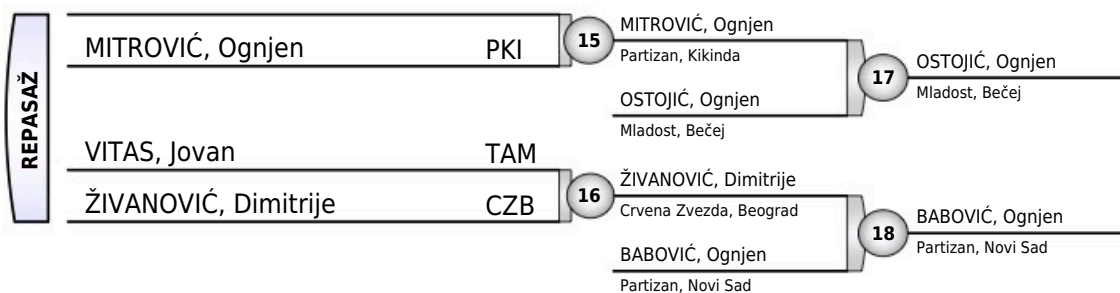 REPASAŽ
MITROVIĆ, Ognjen PKI
15
MITROVIĆ, Ognjen
Partizan, Kikinda
OSTOJIĆ, Ognjen
Mladost, Bečej
17
OSTOJIĆ, Ognjen
Mladost, Bečej
VITAS, Jovan TAM
ŽIVANOVIĆ, Dimitrije CZB
16
ŽIVANOVIĆ, Dimitrije
Crvena Zvezda, Beograd
BABOVIĆ, Ognjen
Partizan, Novi Sad
18
BABOVIĆ, Ognjen
Partizan, Novi Sad